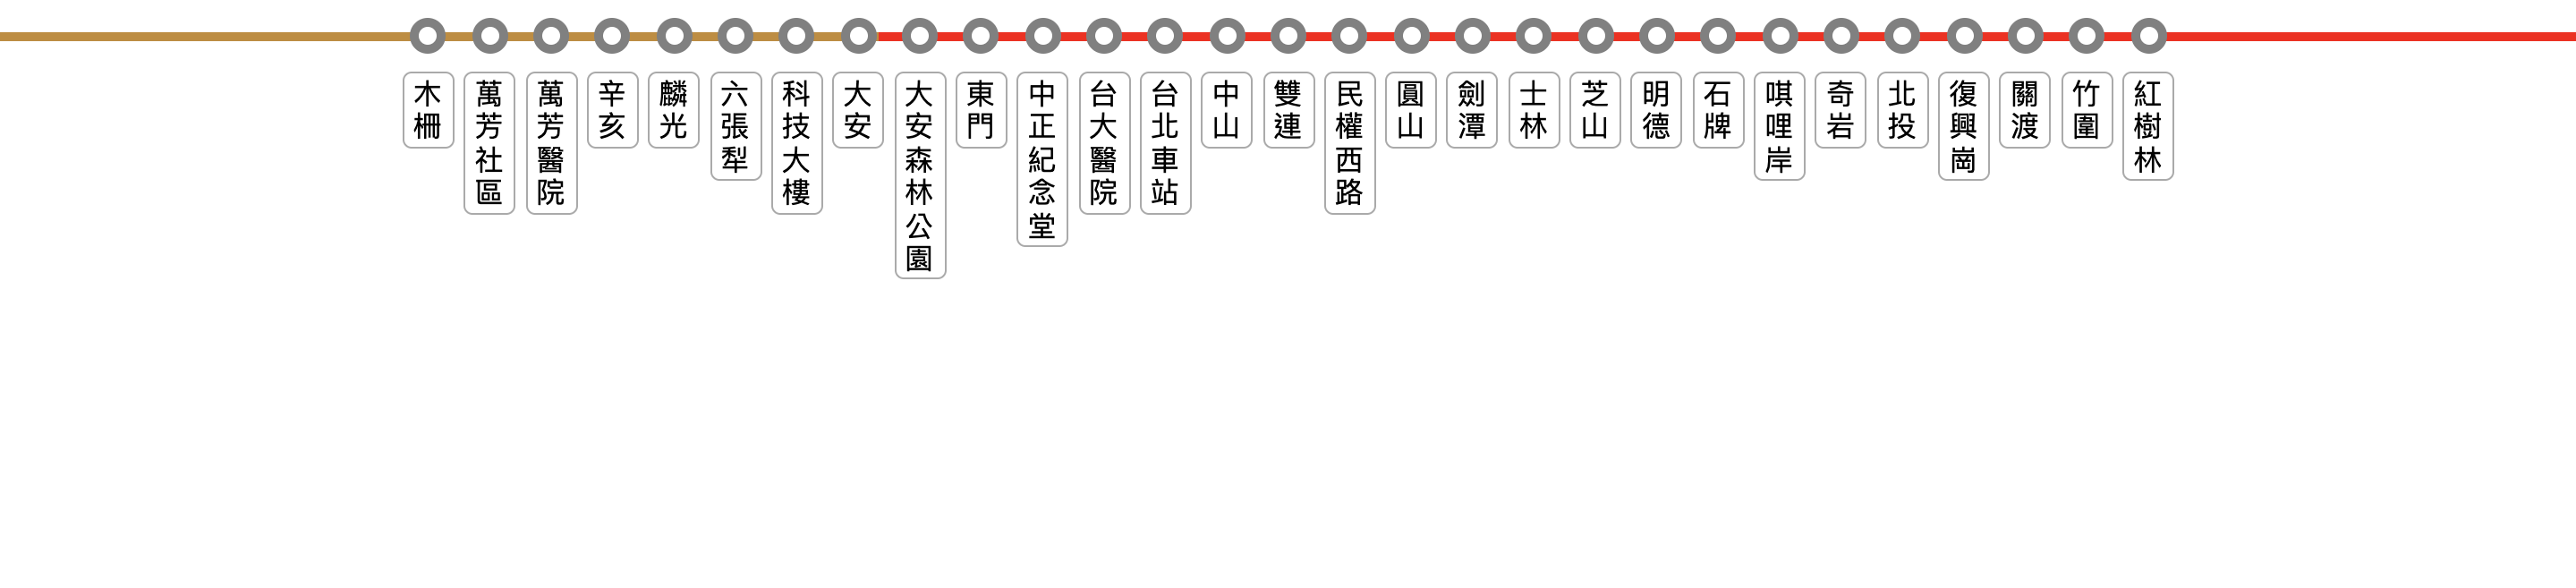 木柵
萬芳社區
萬芳醫院
辛亥
麟光
六張犁
科技大樓
大安
大安森林公園
東門
中正紀念堂
台大醫院
台北車站
中山
雙連
民權西路
圓山
劍潭
士林
芝山
明德
石牌
唭哩岸
奇岩
北投
復興崗
關渡
竹圍
紅樹林